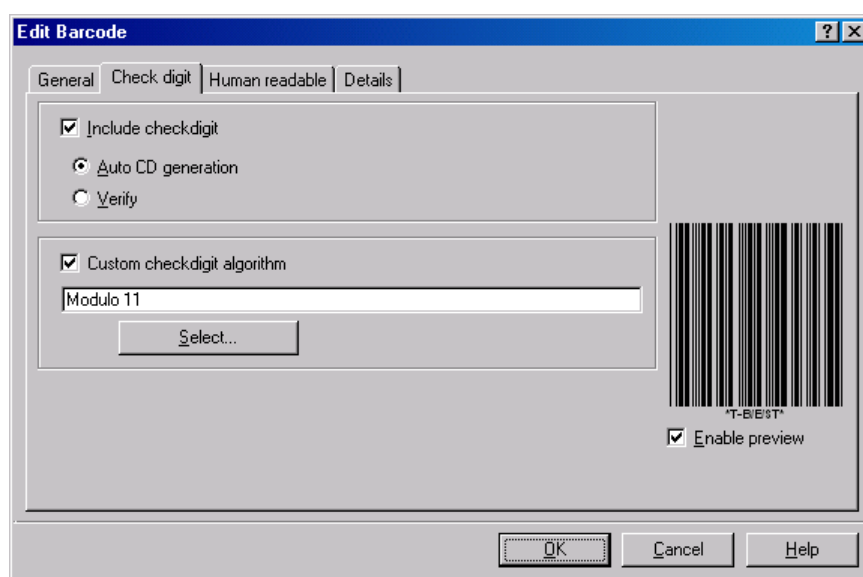 Edit Barcode
General Check digit Human readable Details
Include checkdigit
Auto CD generation
Verify
Custom checkdigit algorithm
Modulo 11
Select...
*T-B/E/ST*
Enable preview
OK Cancel Help